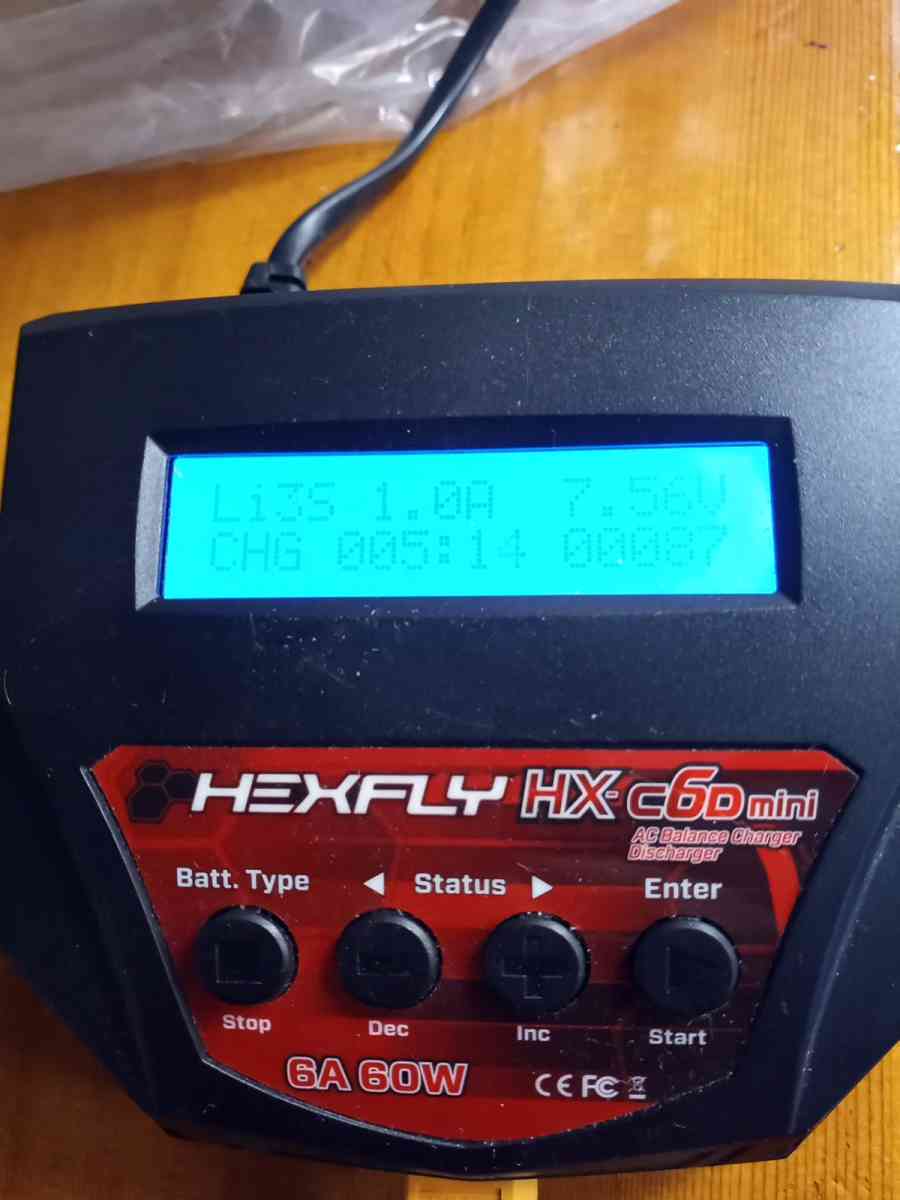 Li3S 1.0A 7.56V
CHG 005:14 00087
HEXFLY HX-C6D mini
AC Balance Charger
Discharger
Batt. Type ◀ Status ▶ Enter
Stop Dec Inc Start
6A 60W CE FC